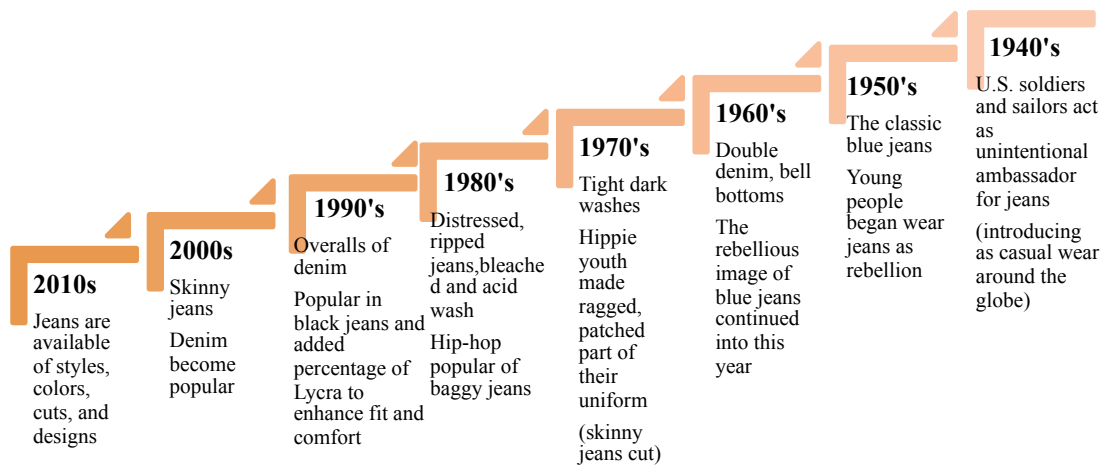 2010s
Jeans are
available
of styles,
colors,
cuts, and
designs
2000s
Skinny
jeans
Denim
become
popular
1990's
Overalls of
denim
Popular in
black jeans and
added
percentage of
Lycra to
enhance fit and
comfort
1980's
Distressed,
ripped
jeans,bleache
d and acid
wash
Hip-hop
popular of
baggy jeans
1970's
Tight dark
washes
Hippie
youth
made
ragged,
patched
part of
their
uniform
(skinny
jeans cut)
1960's
Double
denim, bell
bottoms
The
rebellious
image of
blue jeans
continued
into this
year
1950's
The classic
blue jeans
Young
people
began wear
jeans as
rebellion
1940's
U.S. soldiers
and sailors act
as
unintentional
ambassador
for jeans
(introducing
as casual wear
around the
globe)